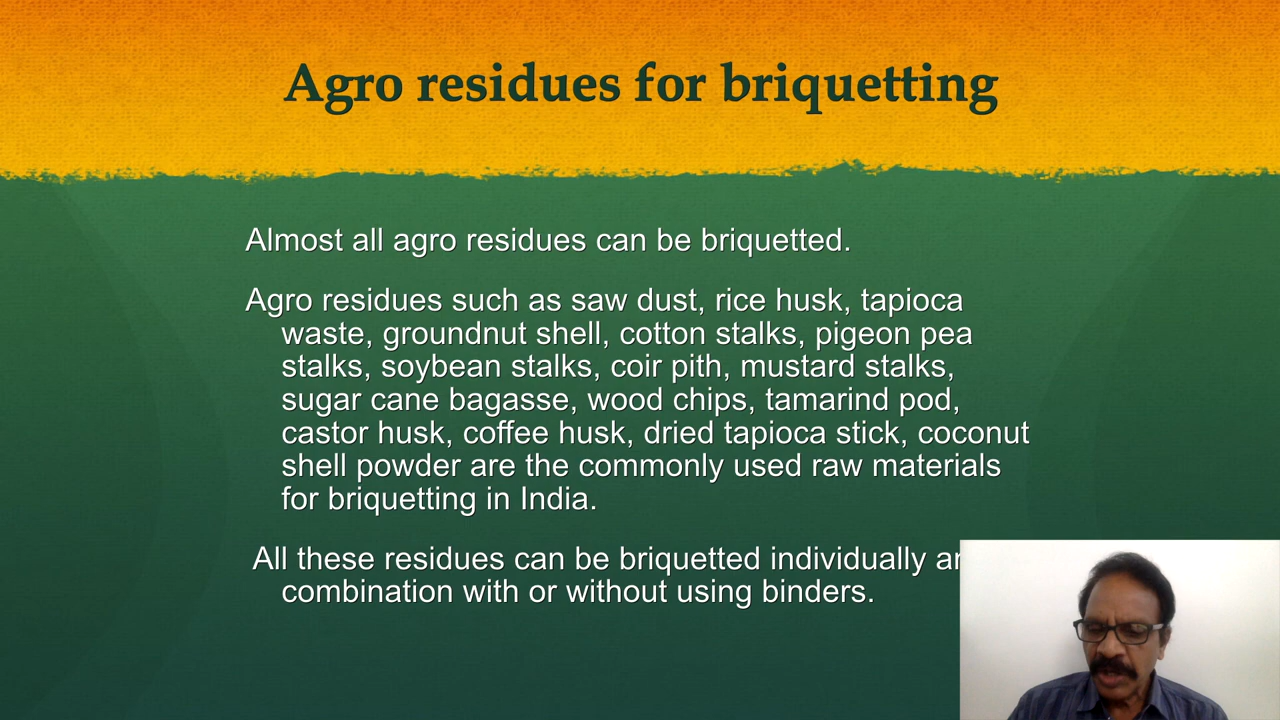 Agro residues for briquetting
Almost all agro residues can be briquetted.
Agro residues such as saw dust, rice husk, tapioca
waste, groundnut shell, cotton stalks, pigeon pea
stalks, soybean stalks, coir pith, mustard stalks,
sugar cane bagasse, wood chips, tamarind pod,
castor husk, coffee husk, dried tapioca stick, coconut
shell powder are the commonly used raw materials
for briquetting in India.
All these residues can be briquetted individually
combination with or without using binders.